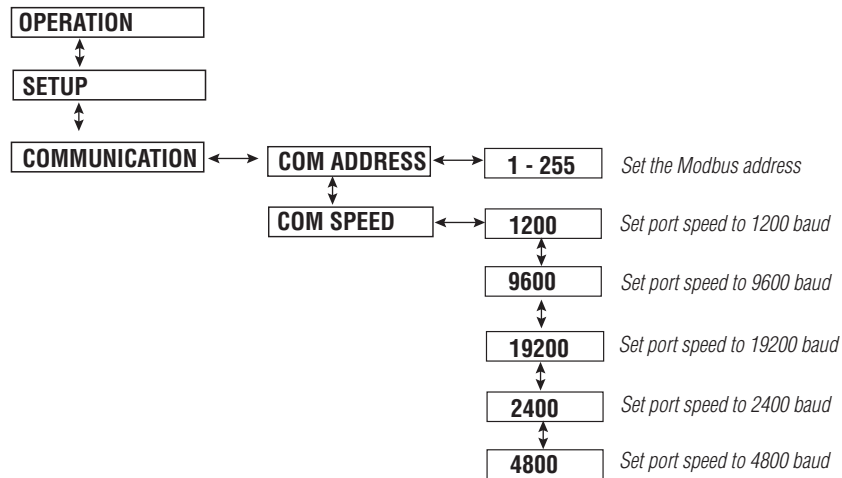 OPERATION
SETUP
COMMUNICATION
COM ADDRESS
1 - 255
Set the Modbus address
COM SPEED
1200
Set port speed to 1200 baud
9600
Set port speed to 9600 baud
19200
Set port speed to 19200 baud
2400
Set port speed to 2400 baud
4800
Set port speed to 4800 baud